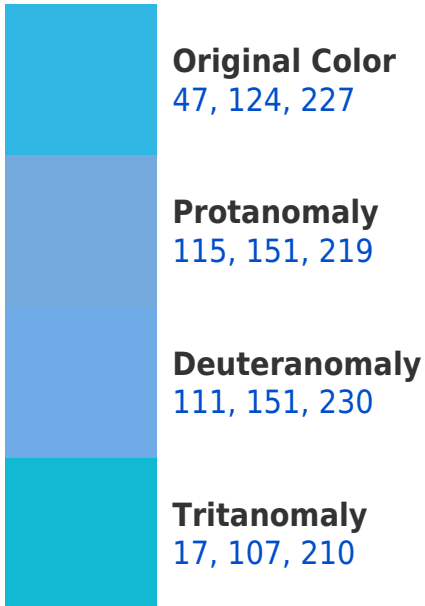 Original Color
47, 124, 227
Protanomaly
115, 151, 219
Deuteranomaly
111, 151, 230
Tritanomaly
17, 107, 210